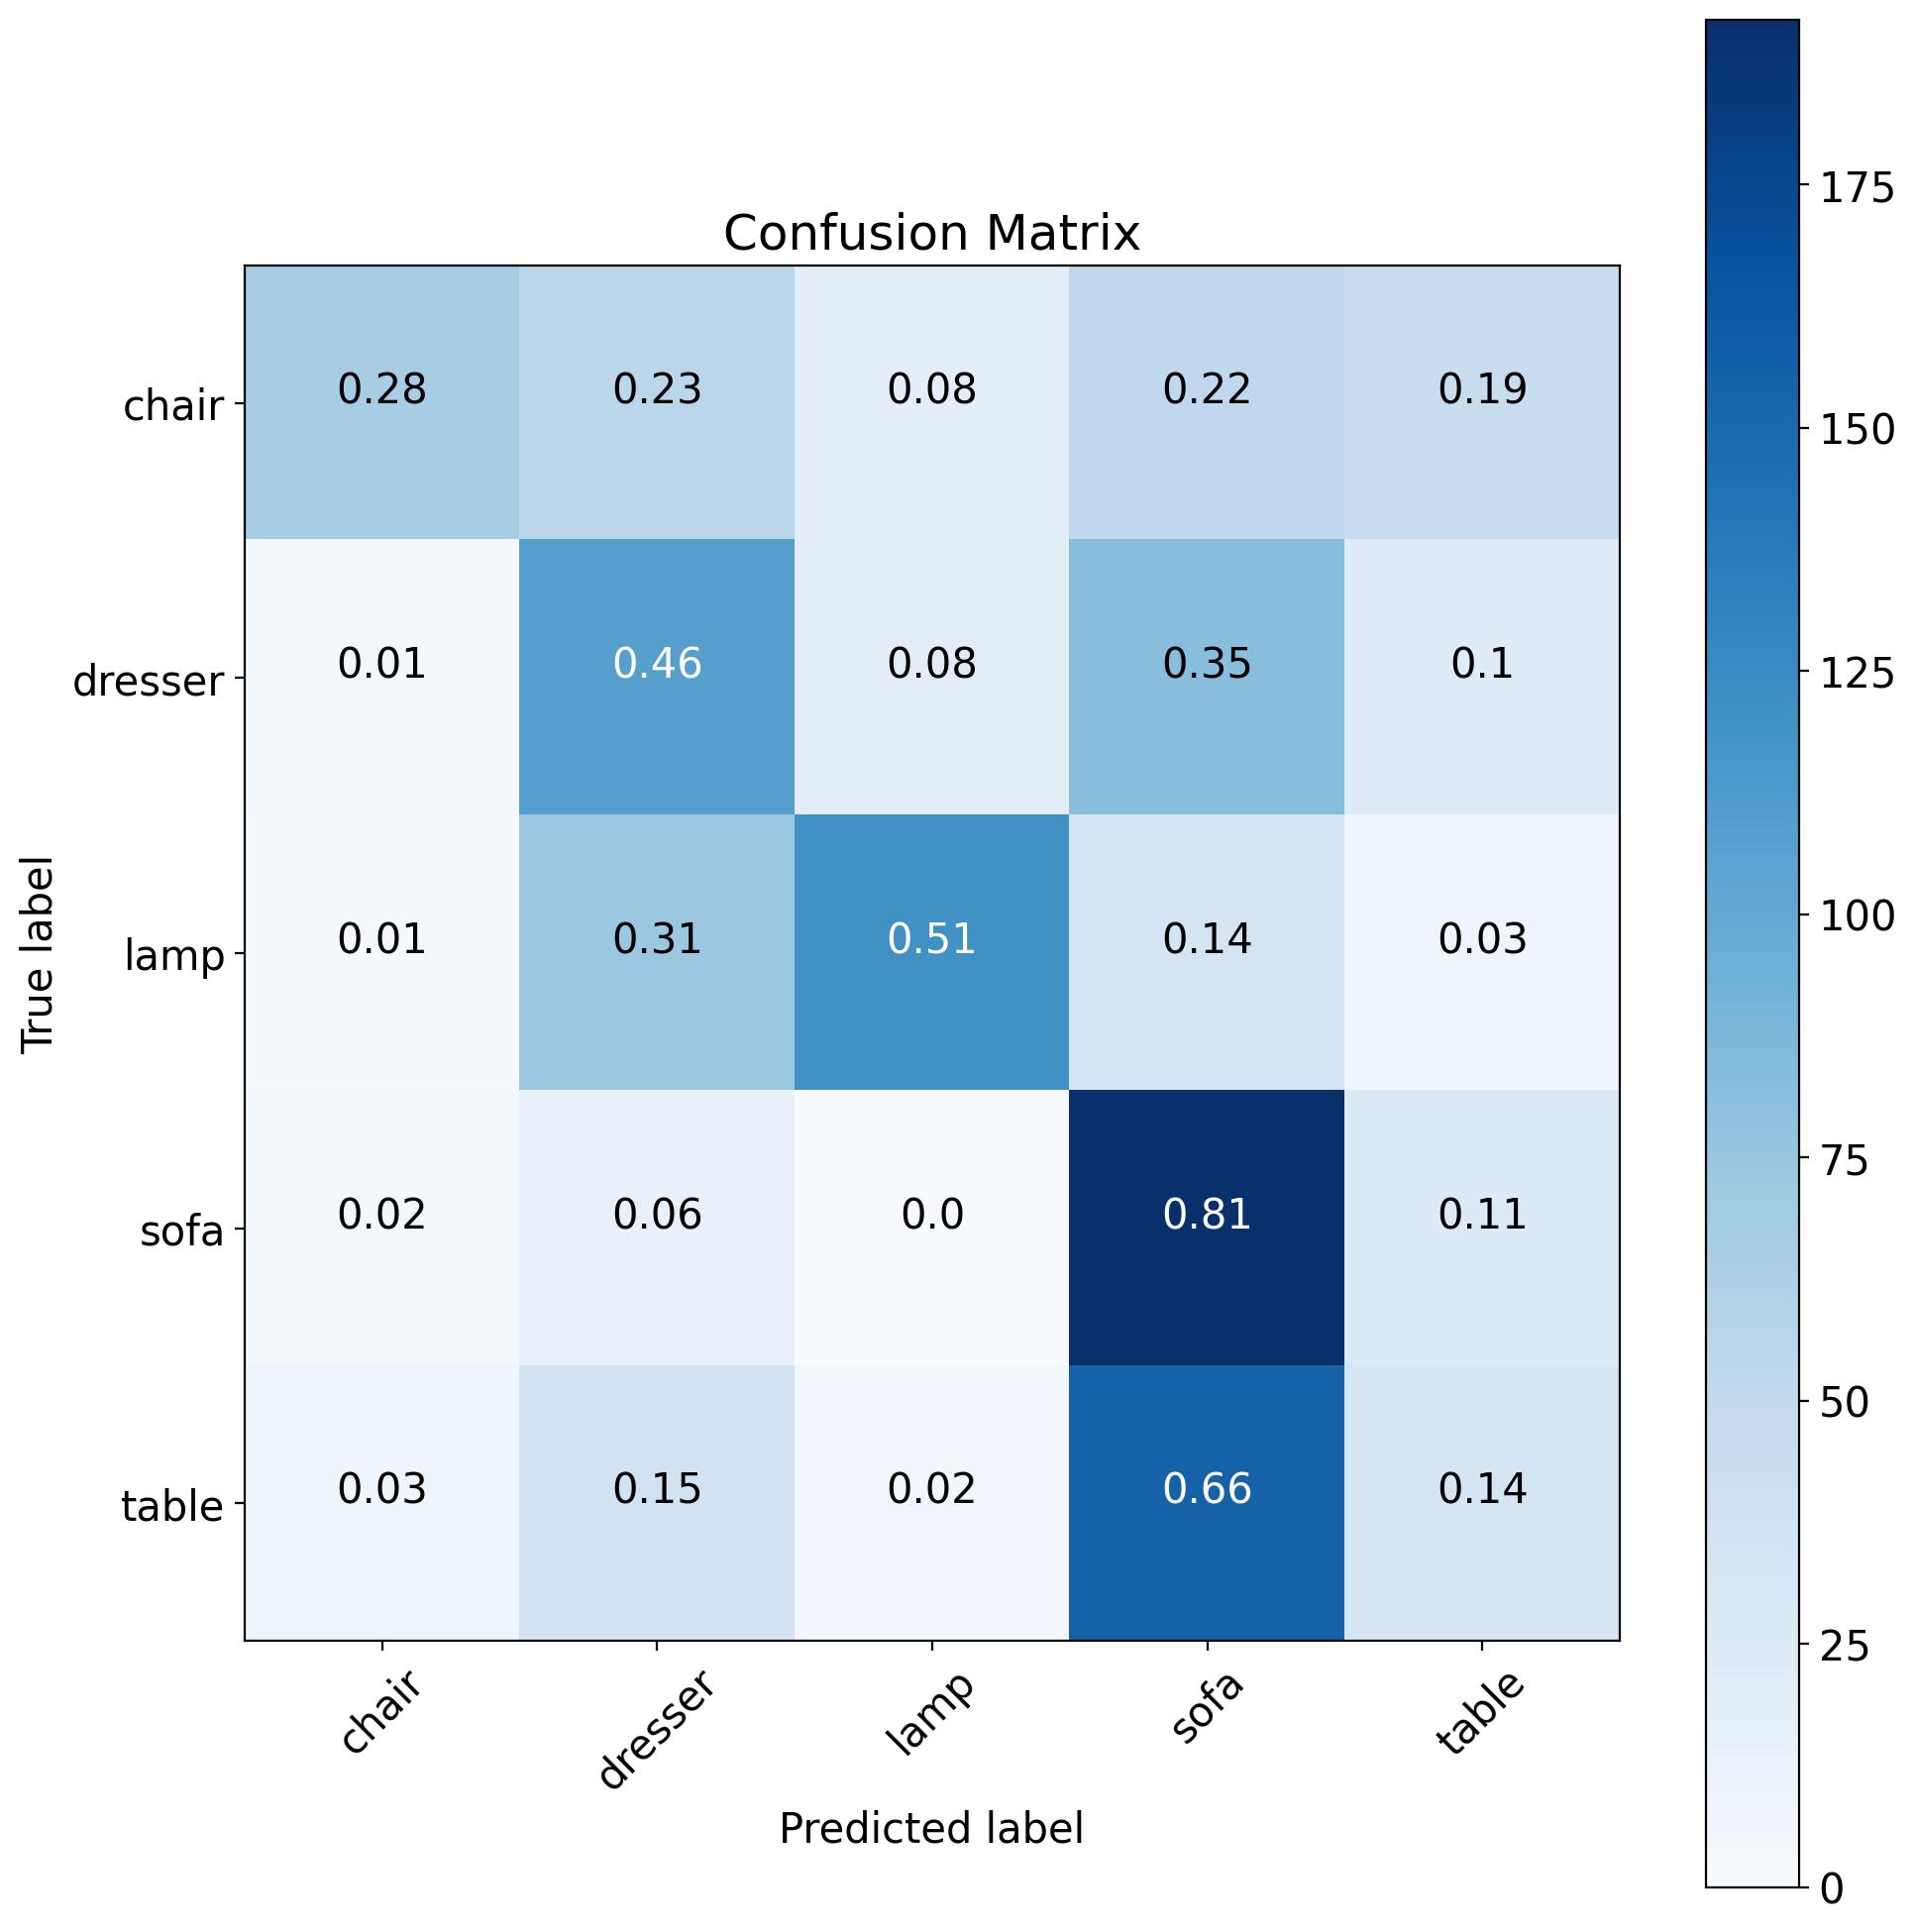 Confusion Matrix
chair 0.28 0.23 0.08 0.22 0.19
dresser 0.01 0.46 0.08 0.35 0.1
lamp 0.01 0.31 0.51 0.14 0.03
sofa 0.02 0.06 0.0 0.81 0.11
table 0.03 0.15 0.02 0.66 0.14
True label
chair dresser lamp sofa table
Predicted label
175
150
125
100
75
50
25
0